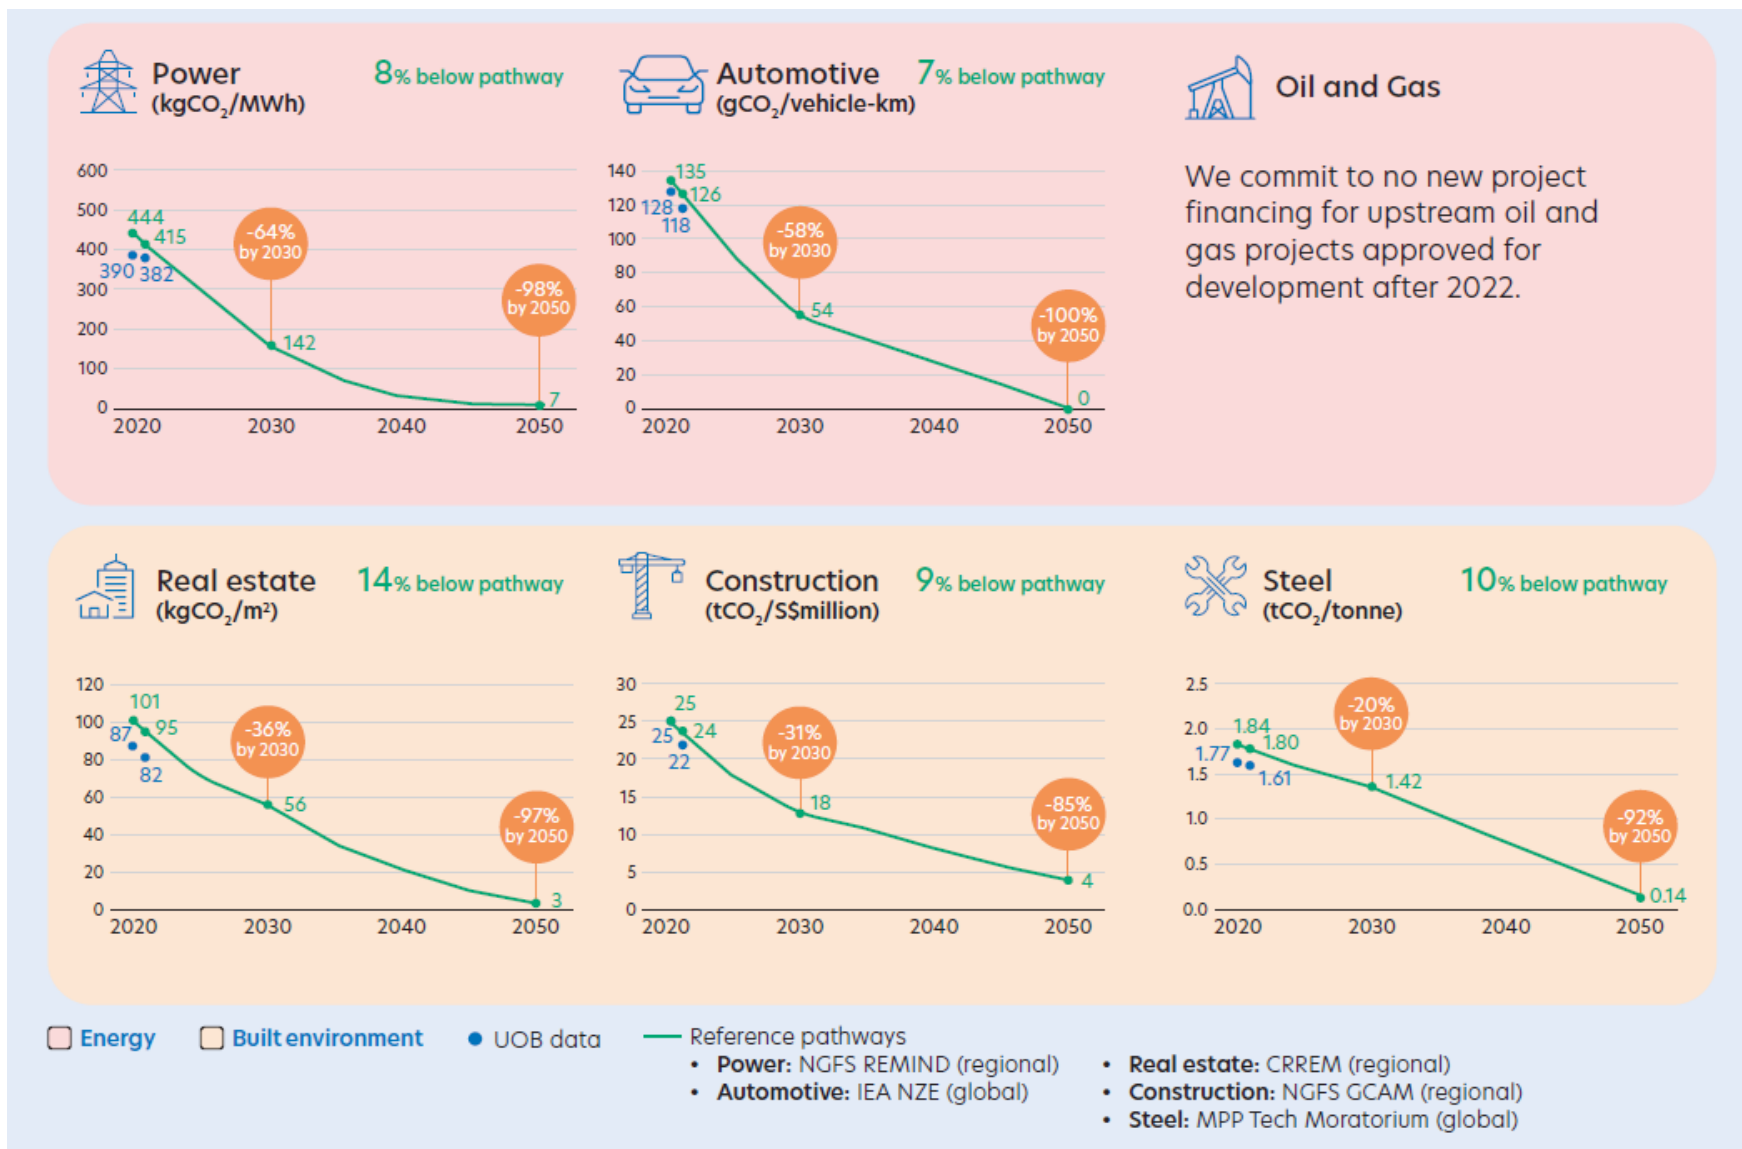 Power
(kgCO₂/MWh)
8% below pathway
600
500
400
300
200
100
0
444
415
390
382
-64%
by 2030
142
-98%
by 2050
7
2020
2030
2040
2050
Automotive
(gCO₂/vehicle-km)
7% below pathway
140
120
100
80
60
40
20
0
135
126
128
118
-58%
by 2030
54
-100%
by 2050
0
2020
2030
2040
2050
Oil and Gas
We commit to no new project
financing for upstream oil and
gas projects approved for
development after 2022.
Real estate
(kgCO₂/m²)
14% below pathway
120
100
80
60
40
20
0
101
95
87
82
-36%
by 2030
56
-97%
by 2050
3
2020
2030
2040
2050
Construction
(tCO₂/S$million)
9% below pathway
30
25
20
15
10
5
0
25
24
25
22
-31%
by 2030
18
-85%
by 2050
4
2020
2030
2040
2050
Steel
(tCO₂/tonne)
10% below pathway
2.5
2.0
1.5
1.0
0.5
0.0
1.84
1.80
1.77
1.61
-20%
by 2030
1.42
-92%
by 2050
0.14
2020
2030
2040
2050
Energy
Built environment
UOB data
Reference pathways
• Power: NGFS REMIND (regional)
• Automotive: IEA NZE (global)
• Real estate: CRREM (regional)
• Construction: NGFS GCAM (regional)
• Steel: MPP Tech Moratorium (global)